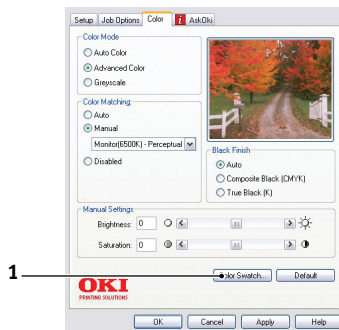 Setup Job Options Color i AskOki
Color Mode
Auto Color
Advanced Color
Greyscale
Color Matching:
Auto
Manual
Monitor(6500K) - Perceptual
Disabled
Black Finish
Auto
Composite Black (CMYK)
True Black (K)
Manual Settings
Brightness: 0
Saturation: 0
1
Color Swatch... Default
OKI
PRINTING SOLUTIONS
OK Cancel Apply Help